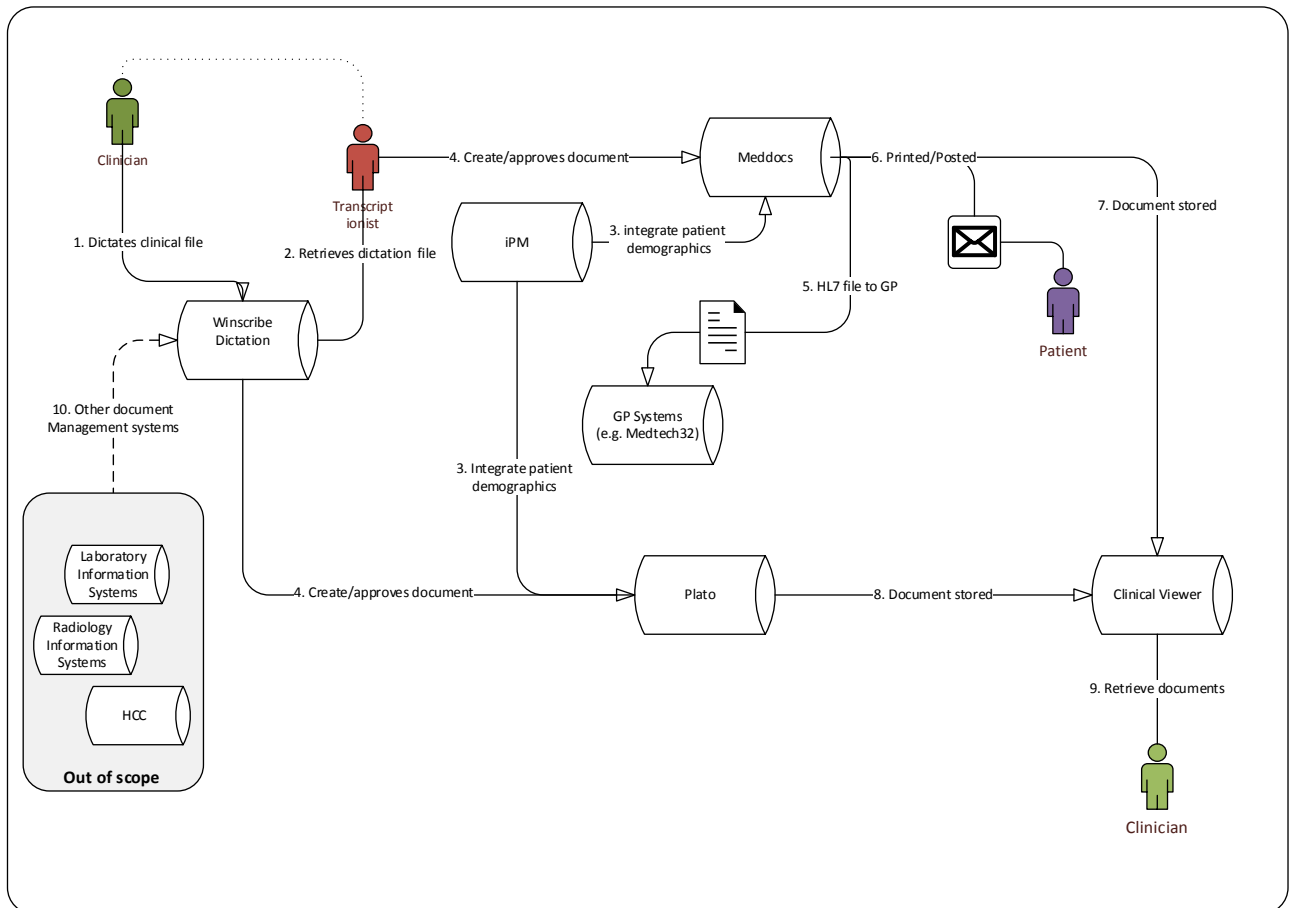 Clinician
Transcript
ionist
4. Create/approves document
Meddocs
6. Printed/Posted
7. Document stored
1. Dictates clinical file
2. Retrieves dictation file
iPM
3. integrate patient
demographics
5. HL7 file to GP
Winscribe
Dictation
Patient
10. Other document
Management systems
GP Systems
(e.g. Medtech32)
3. Integrate patient
demographics
Laboratory
Information
Systems
4. Create/approves document
Plato
8. Document stored
Clinical Viewer
Radiology
Information
Systems
9. Retrieve documents
HCC
Out of scope
Clinician